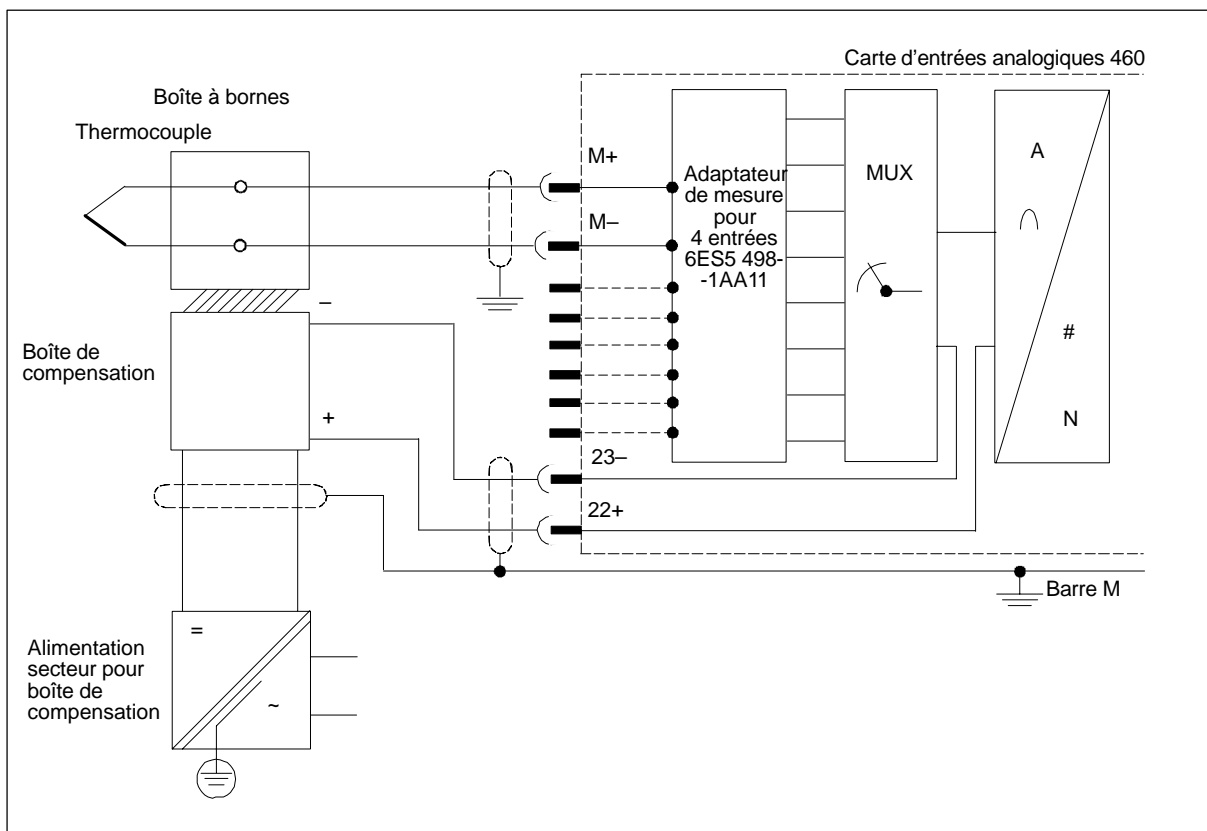 Carte d'entrées analogiques 460
Boîte à bornes
Thermocouple
M+
M–
Adaptateur
de mesure
pour
4 entrées
6ES5 498-
-1AA11
MUX
A
#
N
–
Boîte de
compensation
+
23–
22+
Barre M
=
~
Alimentation
secteur pour
boîte de
compensation